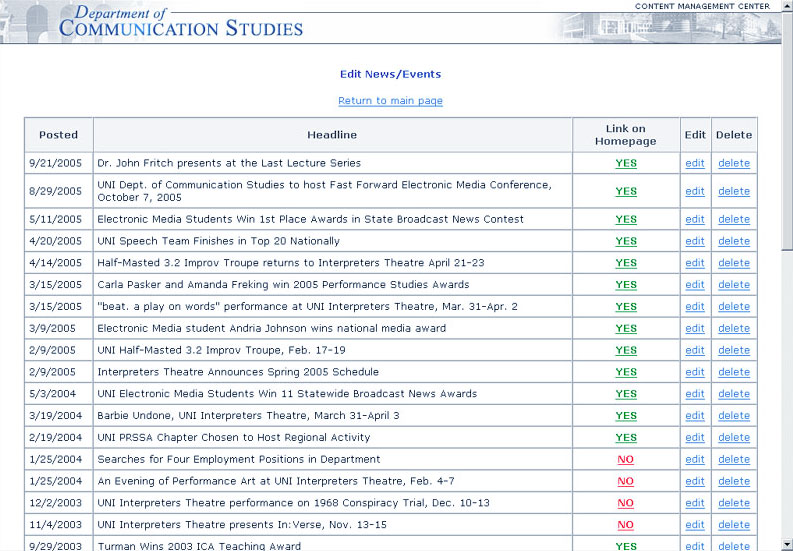 CONTENT MANAGEMENT CENTER
Department of
COMMUNICATION STUDIES
Edit News/Events
Return to main page
Posted Headline Link on Homepage Edit Delete
9/21/2005 Dr. John Fritch presents at the Last Lecture Series YES edit delete
8/29/2005 UNI Dept. of Communication Studies to host Fast Forward Electronic Media Conference,
October 7, 2005 YES edit delete
5/11/2005 Electronic Media Students Win 1st Place Awards in State Broadcast News Contest YES edit delete
4/20/2005 UNI Speech Team Finishes in Top 20 Nationally YES edit delete
4/14/2005 Half-Masted 3.2 Improv Troupe returns to Interpreters Theatre April 21-23 YES edit delete
3/15/2005 Carla Pasker and Amanda Freking win 2005 Performance Studies Awards YES edit delete
3/15/2005 "beat. a play on words" performance at UNI Interpreters Theatre, Mar. 31-Apr. 2 YES edit delete
3/9/2005 Electronic Media student Andria Johnson wins national media award YES edit delete
2/9/2005 UNI Half-Masted 3.2 Improv Troupe, Feb. 17-19 YES edit delete
2/9/2005 Interpreters Theatre Announces Spring 2005 Schedule YES edit delete
5/3/2004 UNI Electronic Media Students Win 11 Statewide Broadcast News Awards YES edit delete
3/19/2004 Barbie Undone, UNI Interpreters Theatre, March 31-April 3 YES edit delete
2/19/2004 UNI PRSSA Chapter Chosen to Host Regional Activity YES edit delete
1/25/2004 Searches for Four Employment Positions in Department NO edit delete
1/25/2004 An Evening of Performance Art at UNI Interpreters Theatre, Feb. 4-7 NO edit delete
12/2/2003 UNI Interpreters Theatre performance on 1968 Conspiracy Trial, Dec. 10-13 NO edit delete
11/4/2003 UNI Interpreters Theatre presents In:Verse, Nov. 13-15 NO edit delete
9/29/2003 Turman Wins 2003 ICA Teaching Award YES edit delete